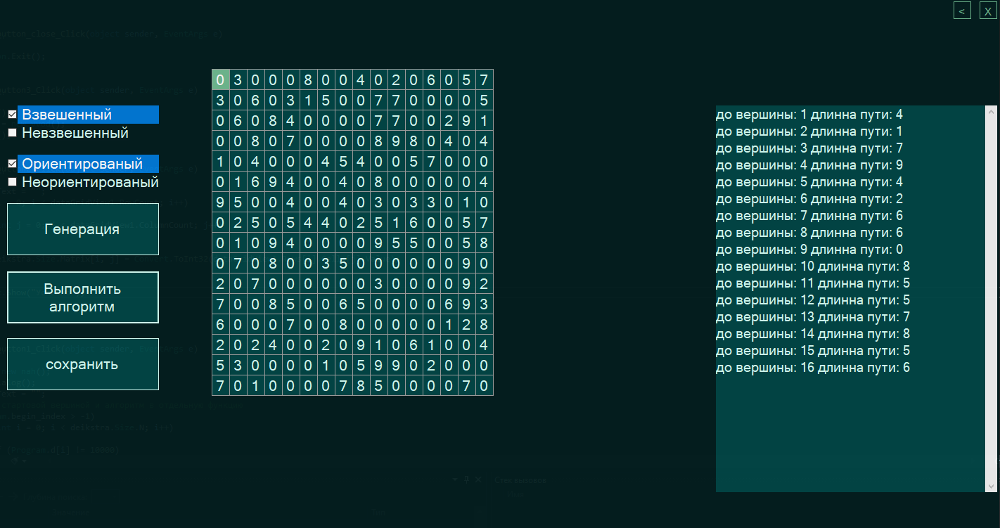 < X
Взвешенный
Невзвешенный
Ориентированый
Неориентированый
Генерация
Выполнить
алгоритм
сохранить
0 3 0 0 0 8 0 0 4 0 2 0 6 0 5 7
3 0 6 0 3 1 5 0 0 7 7 0 0 0 0 5
0 6 0 8 4 0 0 0 0 7 7 0 0 2 9 1
0 0 8 0 7 0 0 0 0 8 9 8 0 4 0 4
1 0 4 0 0 0 4 5 4 0 0 5 7 0 0 0
0 1 6 9 4 0 0 4 0 8 0 0 0 0 0 4
9 5 0 0 4 0 0 4 0 3 0 3 3 0 1 0
0 2 5 0 5 4 4 0 2 5 1 6 0 0 5 7
0 1 0 9 4 0 0 0 0 9 5 5 0 0 5 8
0 7 0 8 0 0 3 5 0 0 0 0 0 0 9 0
2 0 7 0 0 0 0 0 0 3 0 0 0 0 9 2
7 0 0 8 5 0 0 6 5 0 0 0 0 6 9 3
6 0 0 0 7 0 0 8 0 0 0 0 0 1 2 8
2 0 2 4 0 0 2 0 9 1 0 6 1 0 0 4
5 3 0 0 0 0 1 0 5 9 9 0 2 0 0 0
7 0 1 0 0 0 0 7 8 5 0 0 0 0 7 0
до вершины: 1 длинна пути: 4
до вершины: 2 длинна пути: 1
до вершины: 3 длинна пути: 7
до вершины: 4 длинна пути: 9
до вершины: 5 длинна пути: 4
до вершины: 6 длинна пути: 2
до вершины: 7 длинна пути: 6
до вершины: 8 длинна пути: 6
до вершины: 9 длинна пути: 0
до вершины: 10 длинна пути: 8
до вершины: 11 длинна пути: 5
до вершины: 12 длинна пути: 5
до вершины: 13 длинна пути: 7
до вершины: 14 длинна пути: 8
до вершины: 15 длинна пути: 5
до вершины: 16 длинна пути: 6